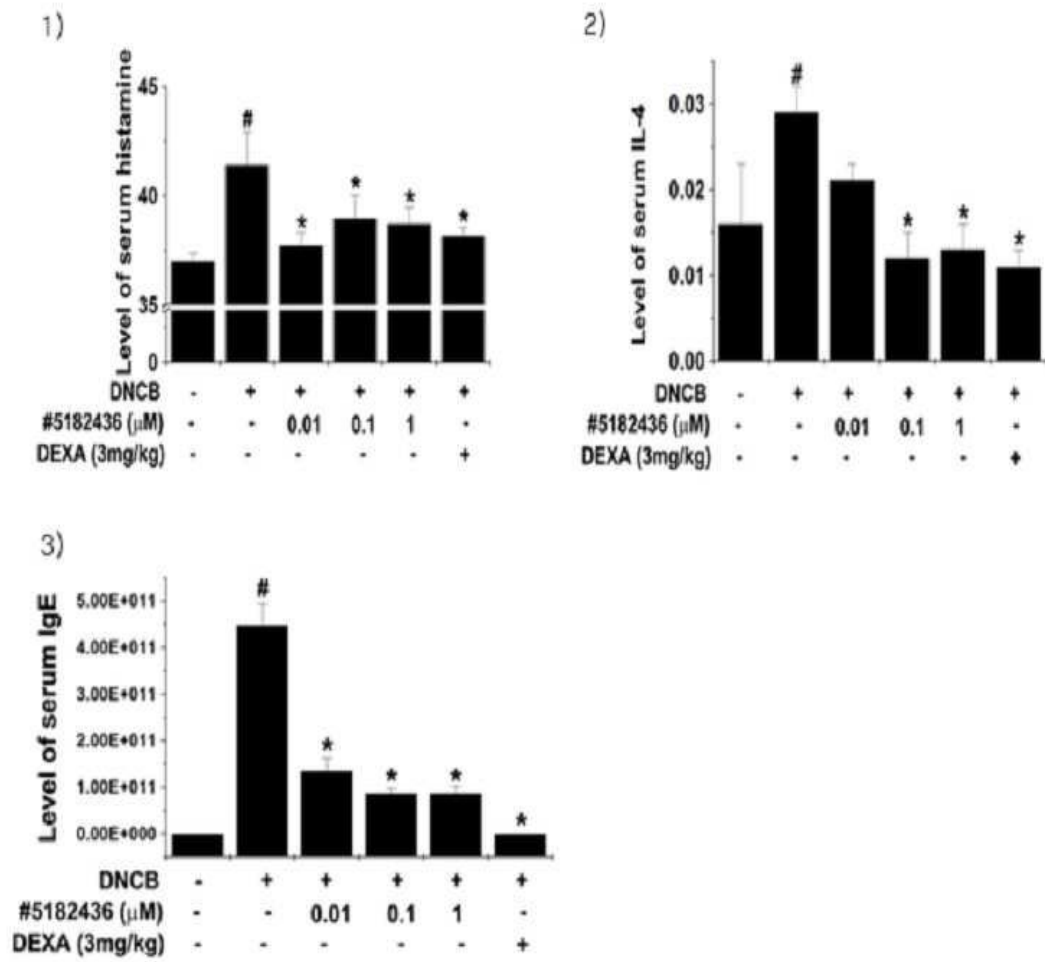 1)
Level of serum histamine
45
#
40
* * * *
35
0
DNCB - + + + + +
#5182436 (μM) - - 0.01 0.1 1 -
DEXA (3mg/kg) - - - - - +
2)
Level of serum IL-4
#
0.03
0.02
* * *
0.01
0.00
DNCB - + + + + +
#5182436 (μM) - - 0.01 0.1 1 -
DEXA (3mg/kg) - - - - - +
3)
Level of serum IgE
#
5.00E+011
4.00E+011
3.00E+011
2.00E+011
* * *
1.00E+011
*
0.00E+000
DNCB - + + + + +
#5182436 (μM) - - 0.01 0.1 1 -
DEXA (3mg/kg) - - - - - +